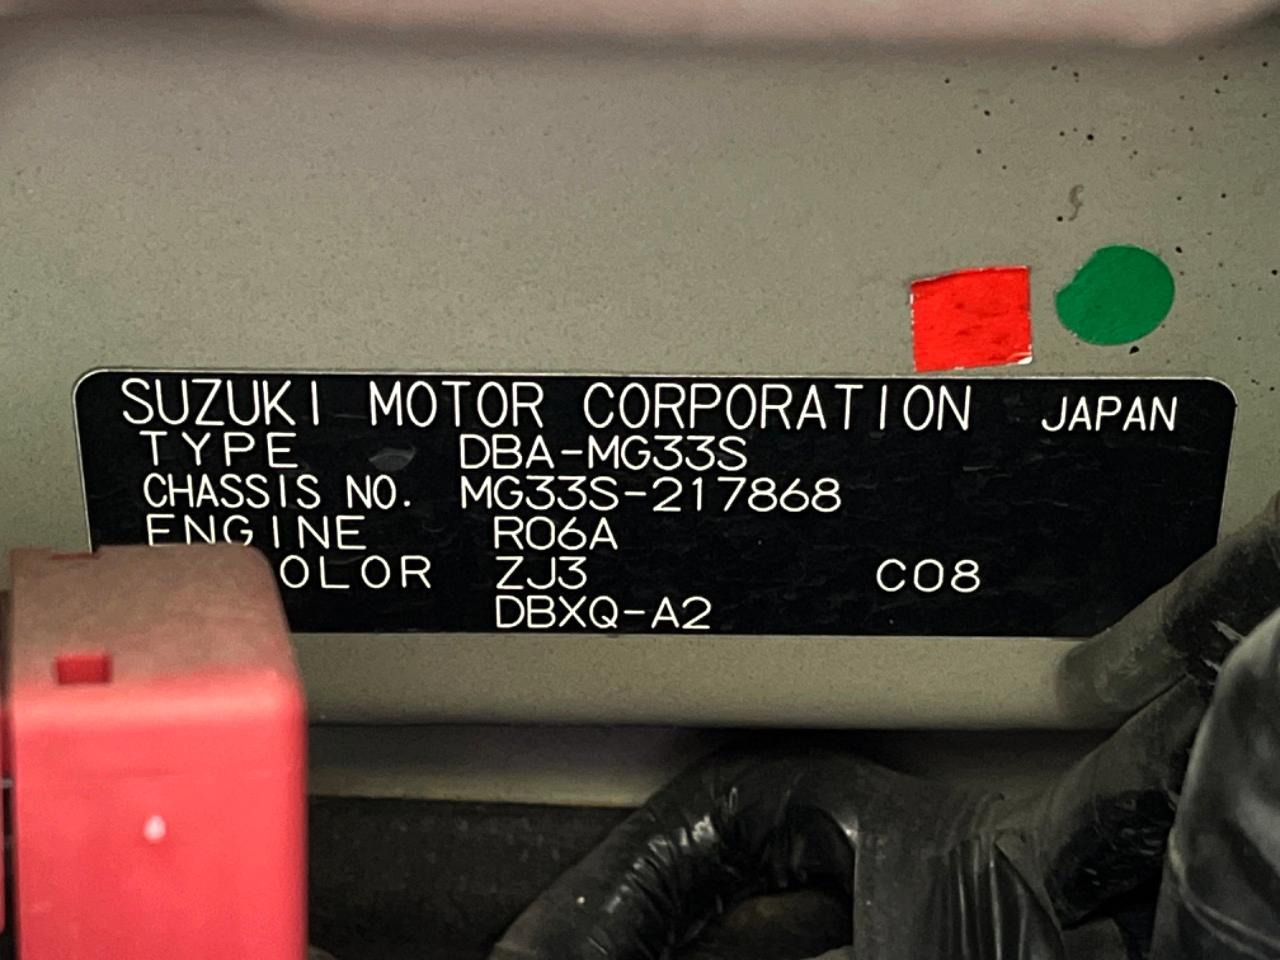 SUZUKI MOTOR CORPORATION JAPAN
TYPE DBA-MG33S
CHASSIS NO. MG33S-217868
ENGINE R06A
OLOR ZJ3 C08
DBXQ-A2